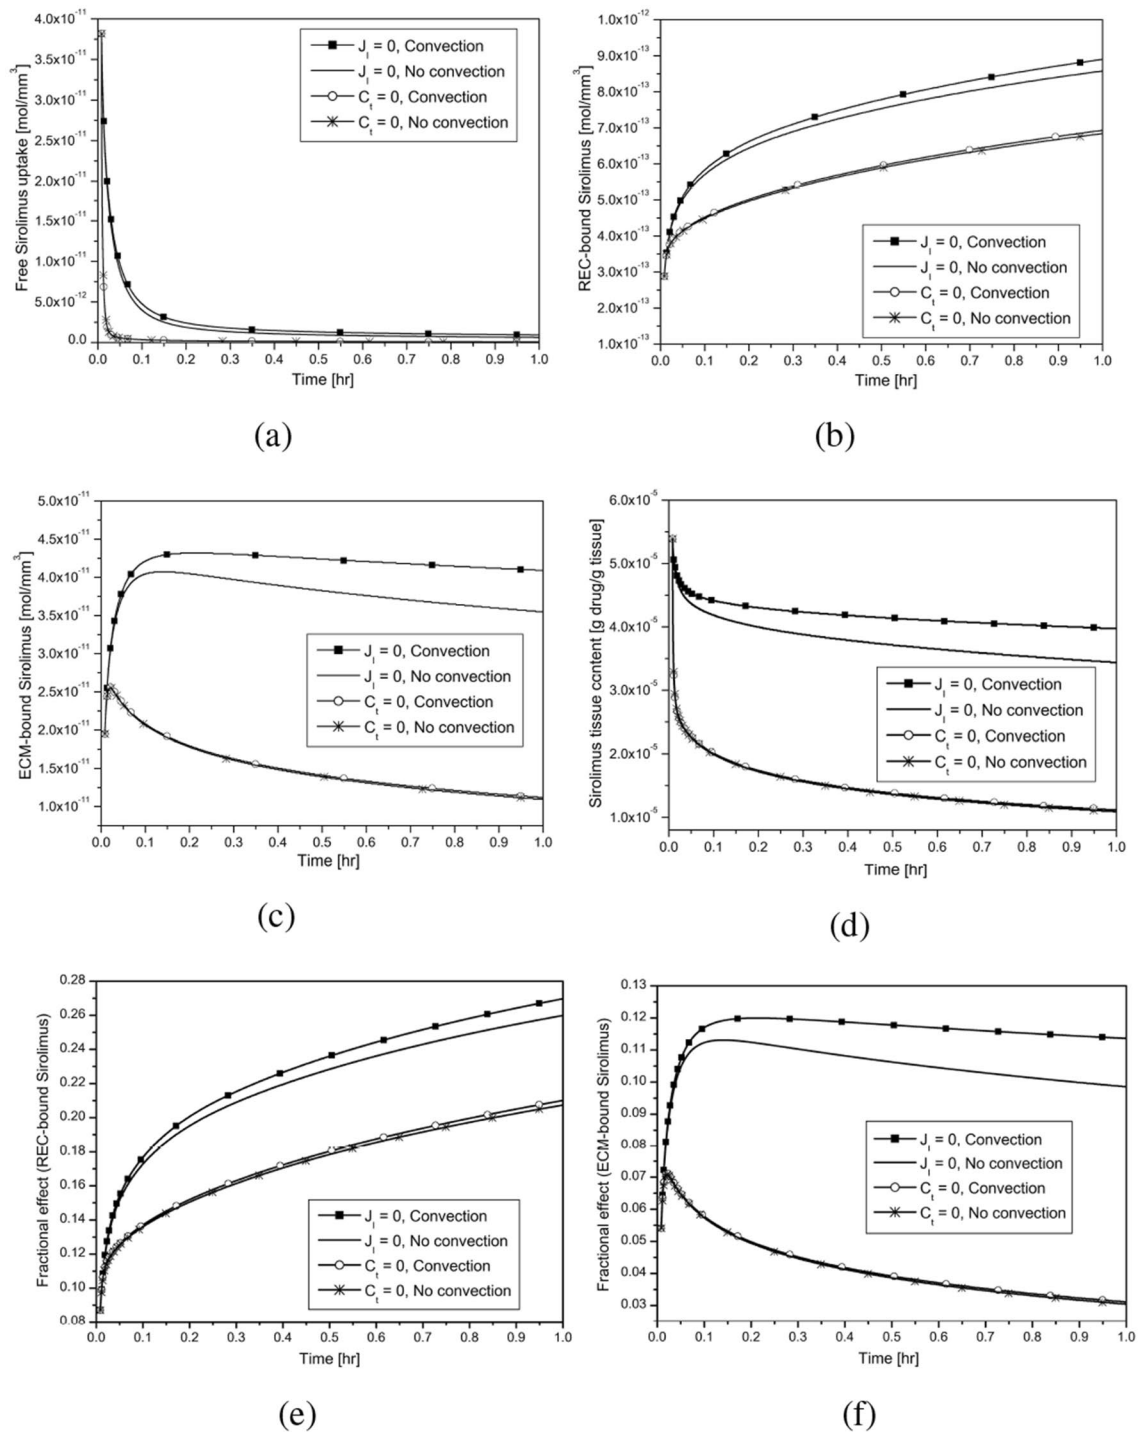 4.0x10⁻¹¹
3.5x10⁻¹¹
3.0x10⁻¹¹
2.5x10⁻¹¹
2.0x10⁻¹¹
1.5x10⁻¹¹
1.0x10⁻¹¹
5.0x10⁻¹²
0.0
Free Sirolimus uptake [mol/mm³]
J_l = 0, Convection
J_l = 0, No convection
C_t = 0, Convection
C_t = 0, No convection
0.0 0.1 0.2 0.3 0.4 0.5 0.6 0.7 0.8 0.9 1.0
Time [hr]
(a)
1.0x10⁻¹²
9.0x10⁻¹³
8.0x10⁻¹³
7.0x10⁻¹³
6.0x10⁻¹³
5.0x10⁻¹³
4.0x10⁻¹³
3.0x10⁻¹³
2.0x10⁻¹³
1.0x10⁻¹³
REC-bound Sirolimus [mol/mm³]
J_l = 0, Convection
J_l = 0, No convection
C_t = 0, Convection
C_t = 0, No convection
0.0 0.1 0.2 0.3 0.4 0.5 0.6 0.7 0.8 0.9 1.0
Time [hr]
(b)
5.0x10⁻¹¹
4.5x10⁻¹¹
4.0x10⁻¹¹
3.5x10⁻¹¹
3.0x10⁻¹¹
2.5x10⁻¹¹
2.0x10⁻¹¹
1.5x10⁻¹¹
1.0x10⁻¹¹
ECM-bound Sirolimus [mol/mm³]
J_l = 0, Convection
J_l = 0, No convection
C_t = 0, Convection
C_t = 0, No convection
0.0 0.1 0.2 0.3 0.4 0.5 0.6 0.7 0.8 0.9 1.0
Time [hr]
(c)
6.0x10⁻⁵
5.0x10⁻⁵
4.0x10⁻⁵
3.0x10⁻⁵
2.0x10⁻⁵
1.0x10⁻⁵
Sirolimus tissue content [g drug/g tissue]
J_l = 0, Convection
J_l = 0, No convection
C_t = 0, Convection
C_t = 0, No convection
0.0 0.1 0.2 0.3 0.4 0.5 0.6 0.7 0.8 0.9 1.0
Time [hr]
(d)
0.28
0.26
0.24
0.22
0.20
0.18
0.16
0.14
0.12
0.10
0.08
Fractional effect (REC-bound Sirolimus)
J_l = 0, Convection
J_l = 0, No convection
C_t = 0, Convection
C_t = 0, No convection
0.0 0.1 0.2 0.3 0.4 0.5 0.6 0.7 0.8 0.9 1.0
Time [hr]
(e)
0.13
0.12
0.11
0.10
0.09
0.08
0.07
0.06
0.05
0.04
0.03
Fractional effect (ECM-bound Sirolimus)
J_l = 0, Convection
J_l = 0, No convection
C_t = 0, Convection
C_t = 0, No convection
0.0 0.1 0.2 0.3 0.4 0.5 0.6 0.7 0.8 0.9 1.0
Time [hr]
(f)